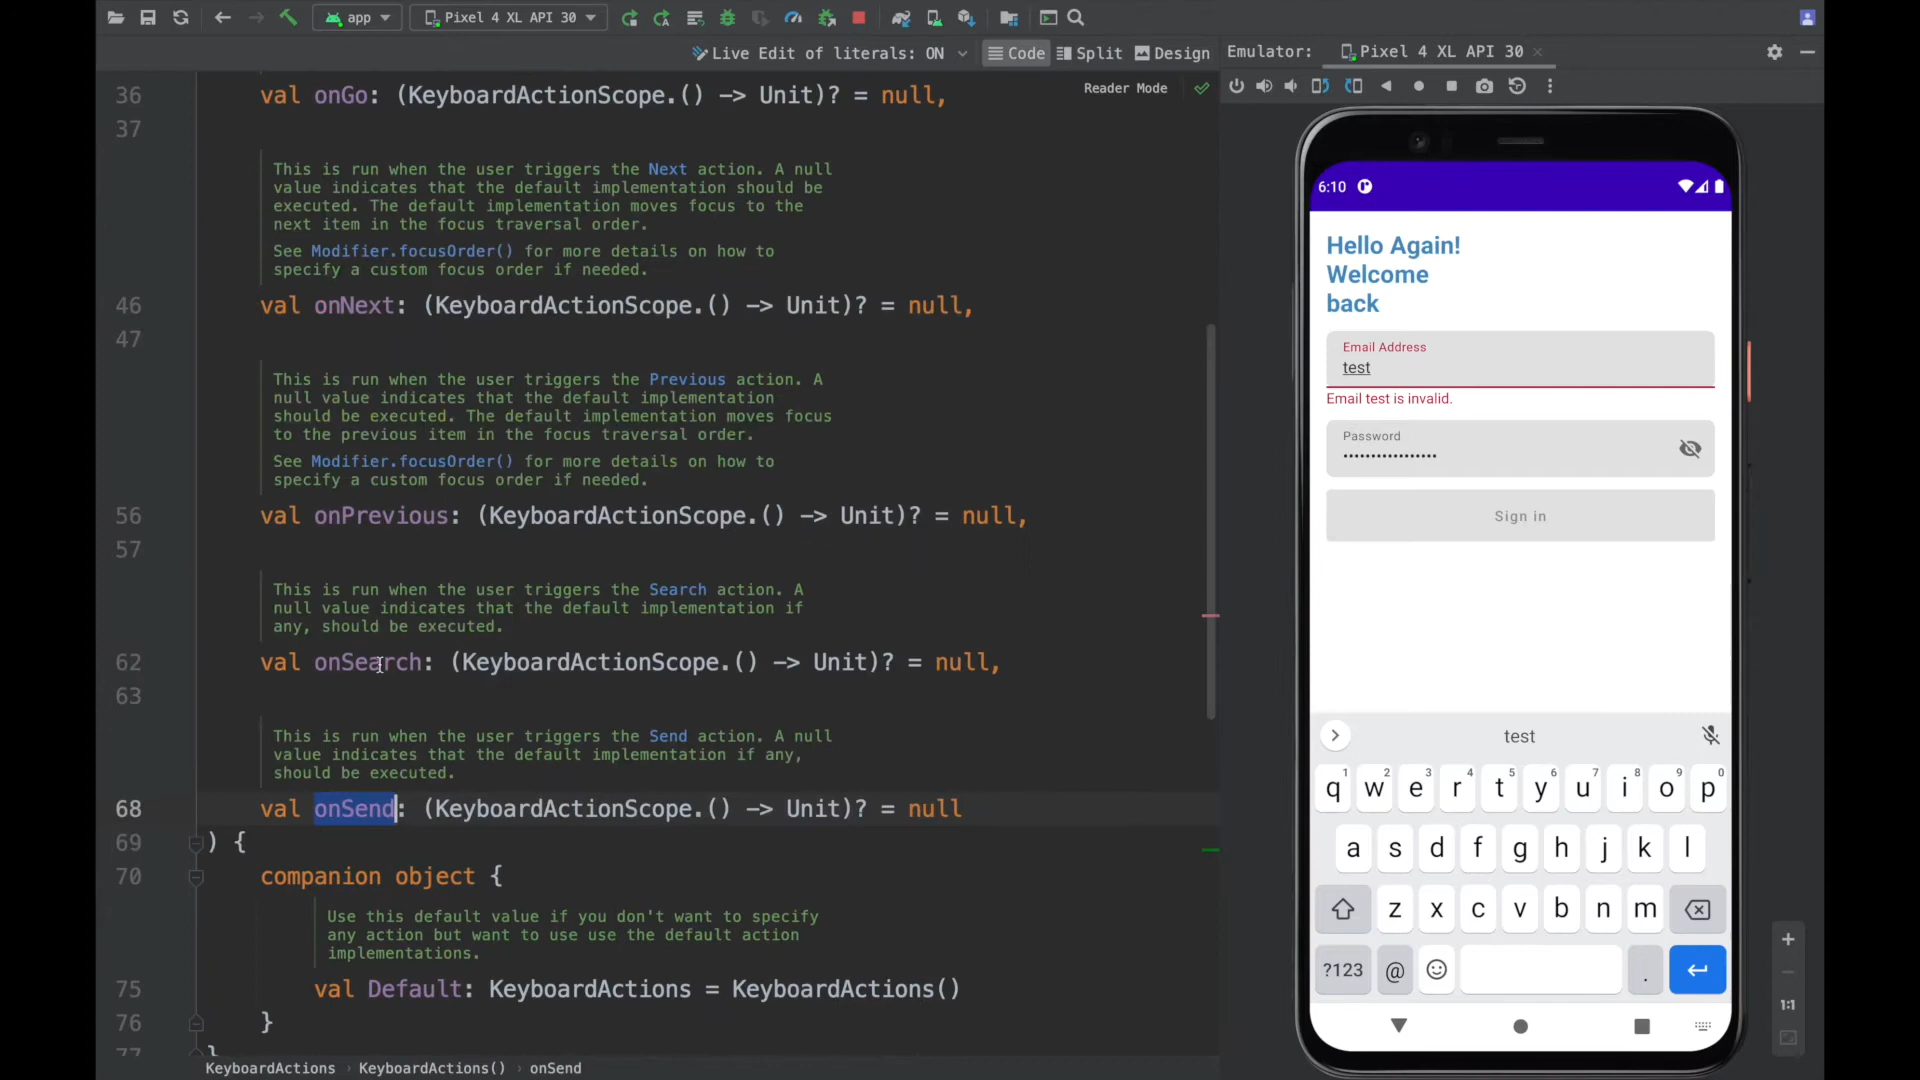 app
Pixel 4 XL API 30
Live Edit of literals: ON
Code
Split
Design
Emulator:
Pixel 4 XL API 30
Reader Mode
36 val onGo: (KeyboardActionScope.() -> Unit)? = null,
37
This is run when the user triggers the Next action. A null
value indicates that the default implementation should be
executed. The default implementation moves focus to the
next item in the focus traversal order.
See Modifier.focusOrder() for more details on how to
specify a custom focus order if needed.
46 val onNext: (KeyboardActionScope.() -> Unit)? = null,
47
This is run when the user triggers the Previous action. A
null value indicates that the default implementation
should be executed. The default implementation moves focus
to the previous item in the focus traversal order.
See Modifier.focusOrder() for more details on how to
specify a custom focus order if needed.
56 val onPrevious: (KeyboardActionScope.() -> Unit)? = null,
57
This is run when the user triggers the Search action. A
null value indicates that the default implementation if
any, should be executed.
62 val onSearch: (KeyboardActionScope.() -> Unit)? = null,
63
This is run when the user triggers the Send action. A null
value indicates that the default implementation if any,
should be executed.
68 val onSend: (KeyboardActionScope.() -> Unit)? = null
69 ) {
70 companion object {
Use this default value if you don't want to specify
any action but want to use use the default action
implementations.
75 val Default: KeyboardActions = KeyboardActions()
76 }
77 }
KeyboardActions › KeyboardActions() › onSend
6:10
Hello Again!
Welcome
back
Email Address
test
Email test is invalid.
Password
•••••••••••••••••
Sign in
test
q1 w2 e3 r4 t5 y6 u7 i8 o9 p0
a s d f g h j k l
z x c v b n m
?123 @ .
1:1